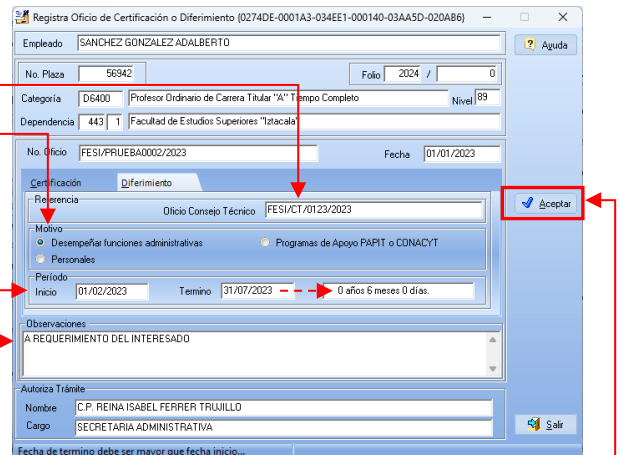 Registra Oficio de Certificación o Diferimiento {0274DE-0001A3-034EE1-000140-03AA5D-020AB6}
Empleado SANCHEZ GONZALEZ ADALBERTO
Ayuda
No. Plaza 56942 Folio 2024 / 0
Categoría D6400 Profesor Ordinario de Carrera Titular "A" Tiempo Completo Nivel 89
Dependencia 443 1 Facultad de Estudios Superiores "Iztacala"
No. Oficio FESI/PRUEBA0002/2023 Fecha 01/01/2023
Certificación Diferimiento
Referencia
Oficio Consejo Técnico FESI/CT/0123/2023
Aceptar
Motivo
Desempeñar funciones administrativas Programas de Apoyo PAPIT o CONACYT
Personales
Período
Inicio 01/02/2023 Termino 31/07/2023 0 años 6 meses 0 días.
Observaciones
A REQUERIMIENTO DEL INTERESADO
Autoriza Trámite
Nombre C.P. REINA ISABEL FERRER TRUJILLO
Cargo SECRETARIA ADMINISTRATIVA
Salir
Fecha de termino debe ser mayor que fecha inicio...